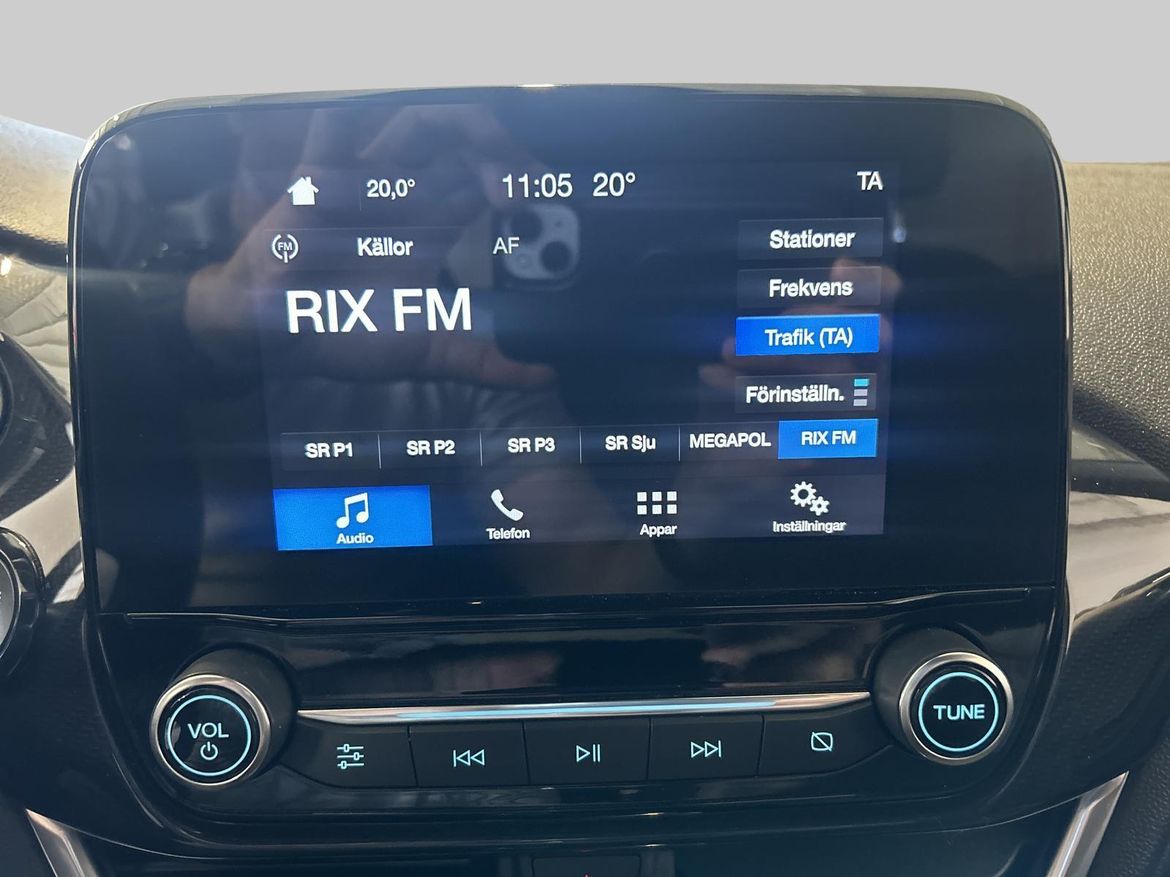 20,0° 11:05 20° TA
FM Källor AF Stationer
RIX FM
Frekvens
Trafik (TA)
Förinställn.
SR P1 SR P2 SR P3 SR Sju MEGAPOL RIX FM
Audio Telefon Appar Inställningar
VOL TUNE